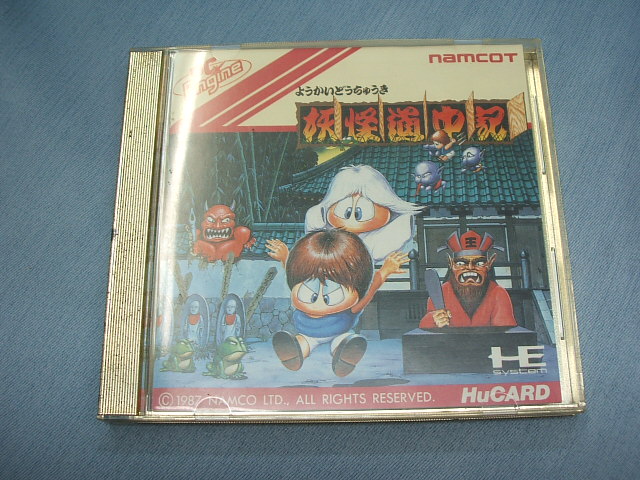 PC Engine
namcoT
ようかいどうちゅうき
妖怪道中記
王
HE
system
© 1987 NAMCO LTD., ALL RIGHTS RESERVED.
HuCARD